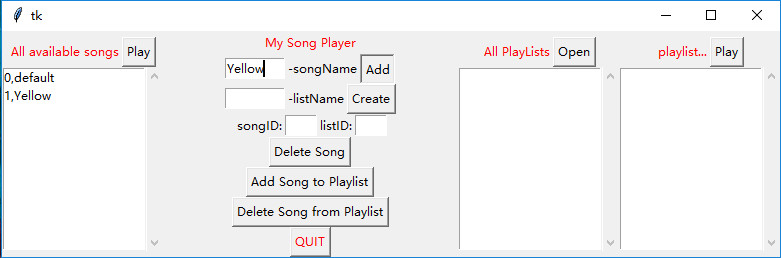 tk
All available songs Play
0,default
1,Yellow
My Song Player
Yellow -songName Add
-listName Create
songID: listID:
Delete Song
Add Song to Playlist
Delete Song from Playlist
QUIT
All PlayLists Open
playlist... Play